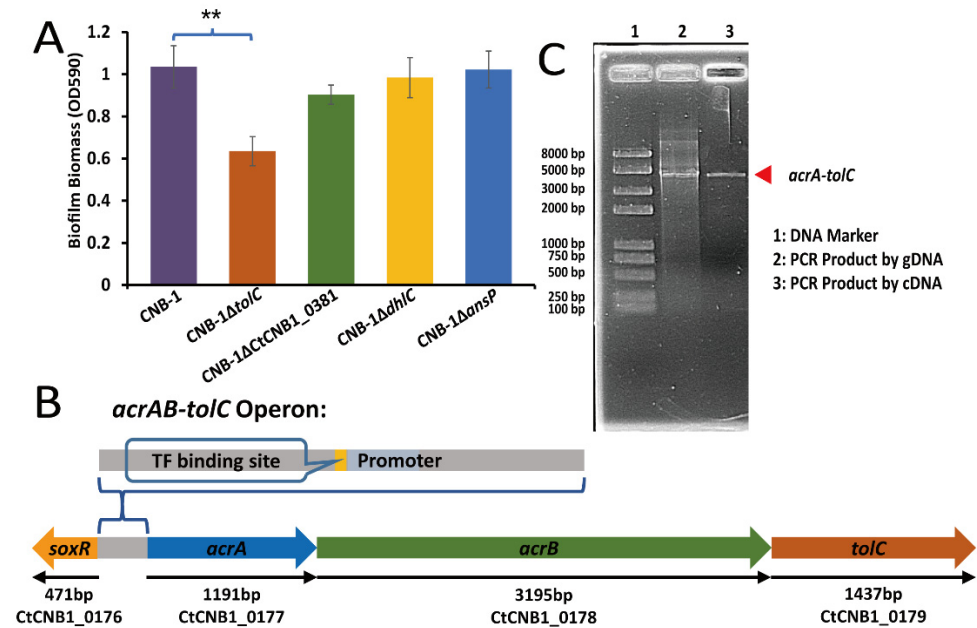 A
**
1.2
1
0.8
0.6
0.4
0.2
0
Biofilm Biomass (OD590)
CNB-1
CNB-1ΔtolC
CNB-1ΔCtCNB1_0381
CNB-1ΔdhlC
CNB-1ΔansP
C
1 2 3
8000 bp
5000 bp
3000 bp
2000 bp
1000 bp
750 bp
500 bp
250 bp
100 bp
acrA-tolC
1: DNA Marker
2: PCR Product by gDNA
3: PCR Product by cDNA
B
acrAB-tolC Operon:
TF binding site Promoter
soxR acrA acrB tolC
471bp 1191bp 3195bp 1437bp
CtCNB1_0176 CtCNB1_0177 CtCNB1_0178 CtCNB1_0179